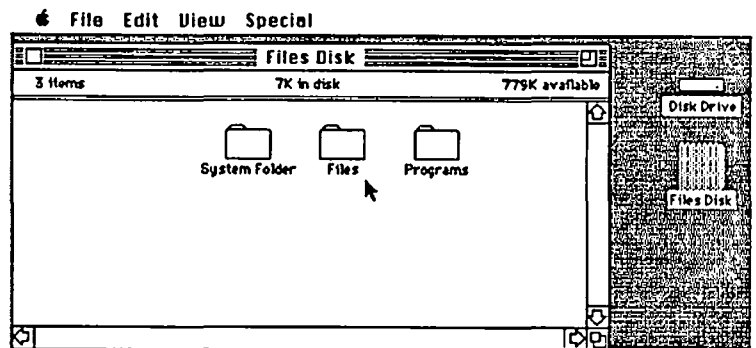 File Edit View Special
Files Disk
3 items 7K in disk 779K available
Disk Drive
System Folder Files Programs
Files Disk